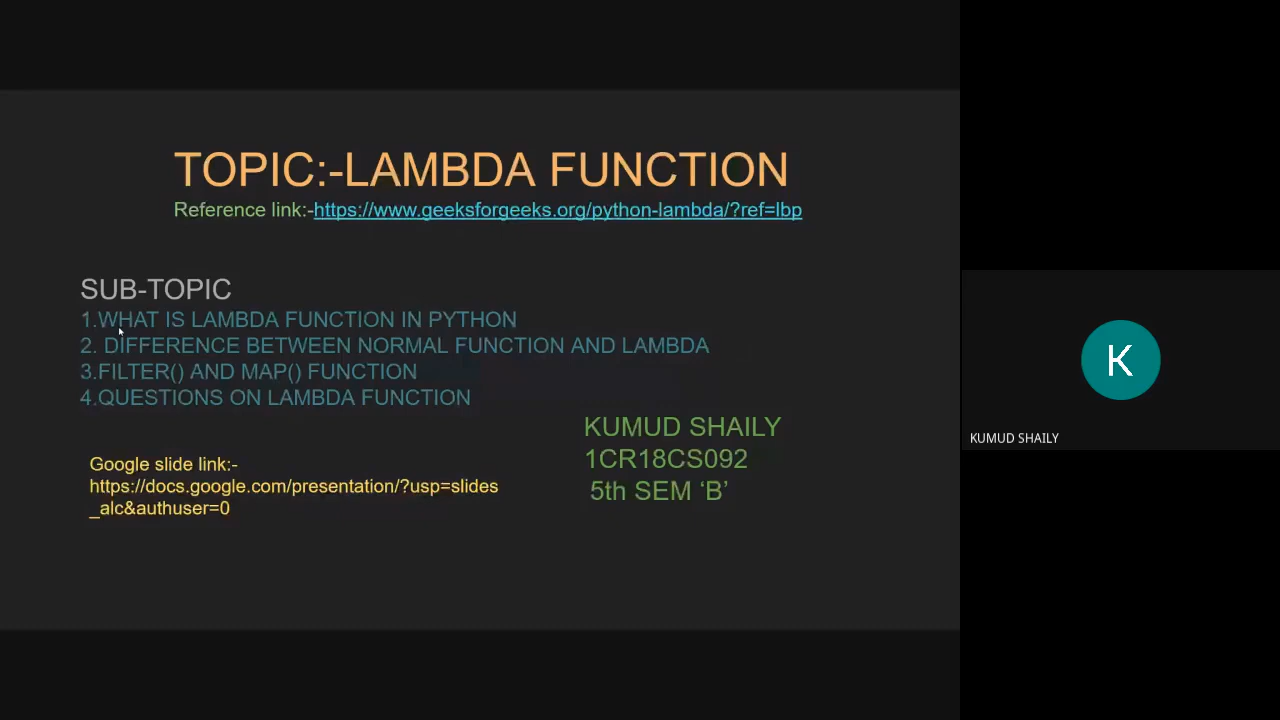 TOPIC:-LAMBDA FUNCTION
Reference link:-https://www.geeksforgeeks.org/python-lambda/?ref=lbp
SUB-TOPIC
1.WHAT IS LAMBDA FUNCTION IN PYTHON
2. DIFFERENCE BETWEEN NORMAL FUNCTION AND LAMBDA
3.FILTER() AND MAP() FUNCTION
4.QUESTIONS ON LAMBDA FUNCTION
KUMUD SHAILY
1CR18CS092
5th SEM ‘B’
Google slide link:-
https://docs.google.com/presentation/?usp=slides
_alc&authuser=0
K
KUMUD SHAILY